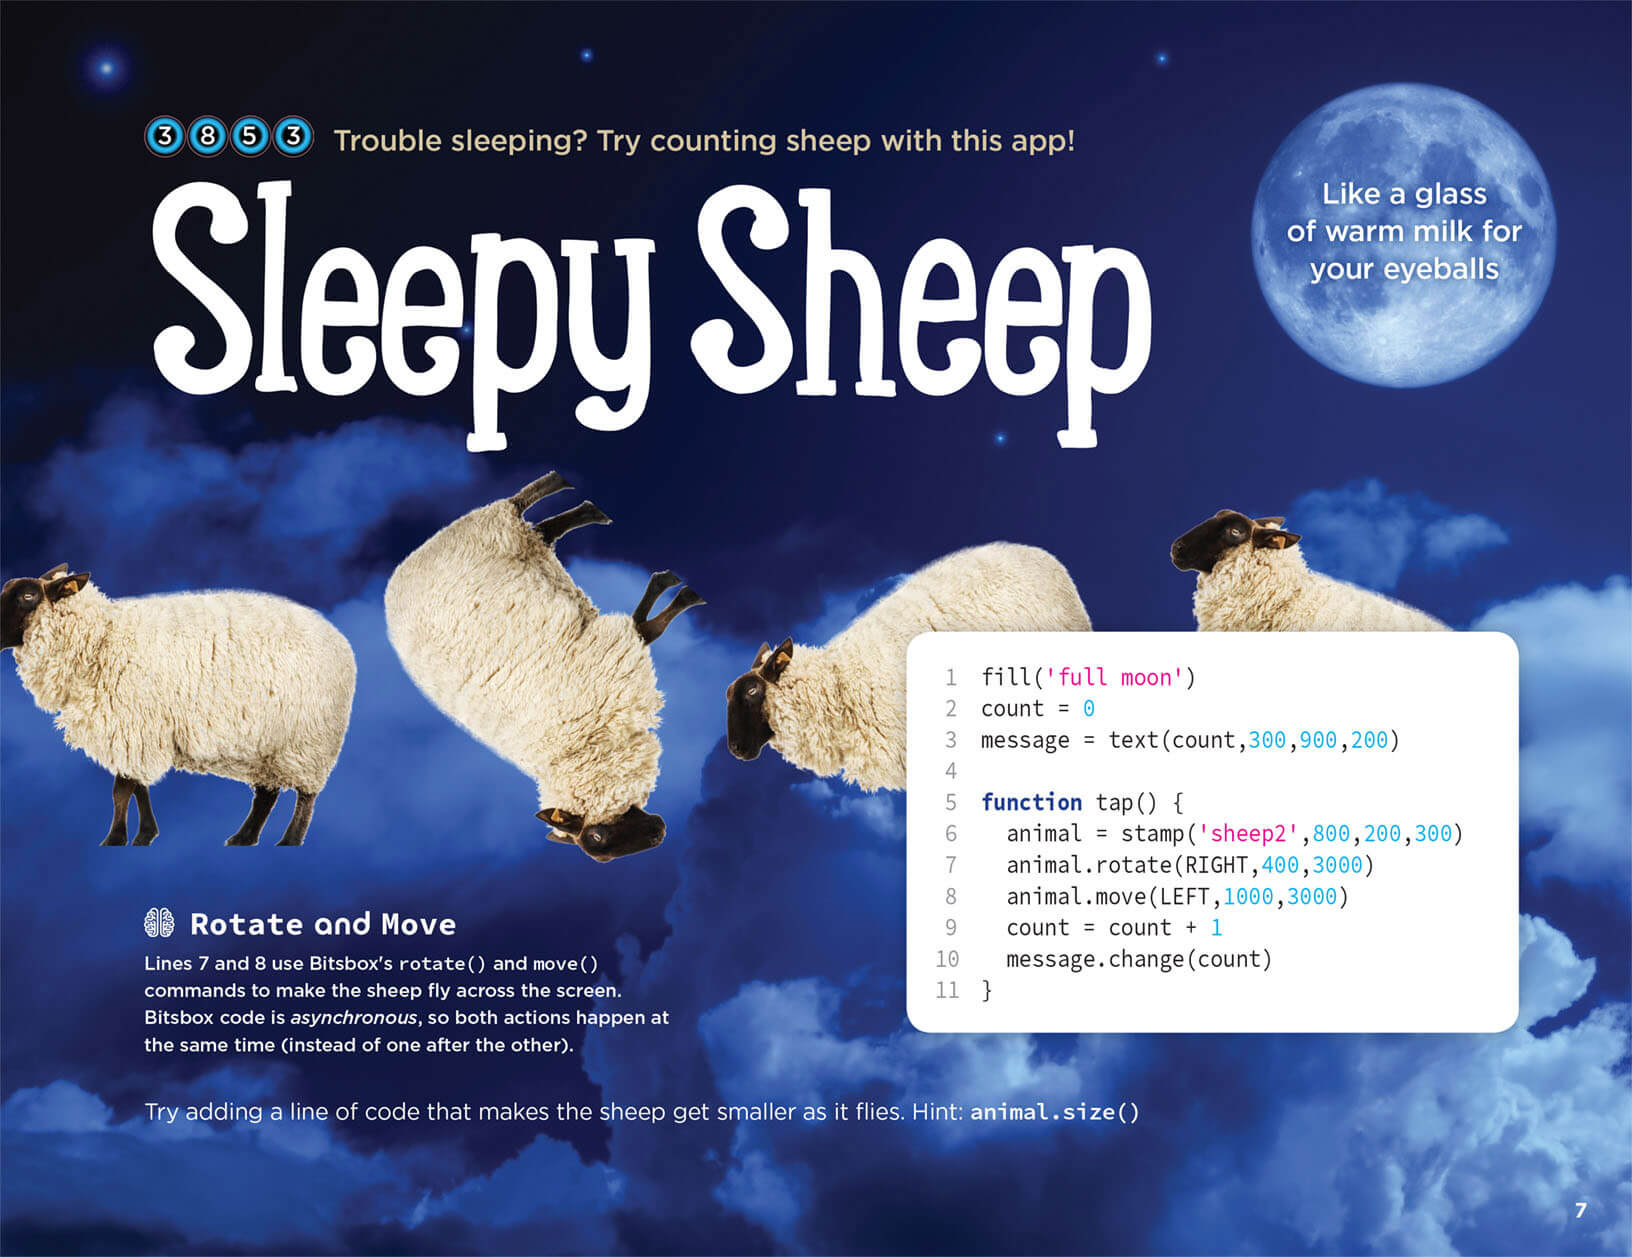 3 8 5 3 Trouble sleeping? Try counting sheep with this app!
Sleepy Sheep
Like a glass
of warm milk for
your eyeballs
1 fill('full moon')
2 count = 0
3 message = text(count,300,900,200)
4
5 function tap() {
6   animal = stamp('sheep2',800,200,300)
7   animal.rotate(RIGHT,400,3000)
8   animal.move(LEFT,1000,3000)
9   count = count + 1
10   message.change(count)
11 }
Rotate and Move
Lines 7 and 8 use Bitsbox's rotate() and move()
commands to make the sheep fly across the screen.
Bitsbox code is asynchronous, so both actions happen at
the same time (instead of one after the other).
Try adding a line of code that makes the sheep get smaller as it flies. Hint: animal.size()
7